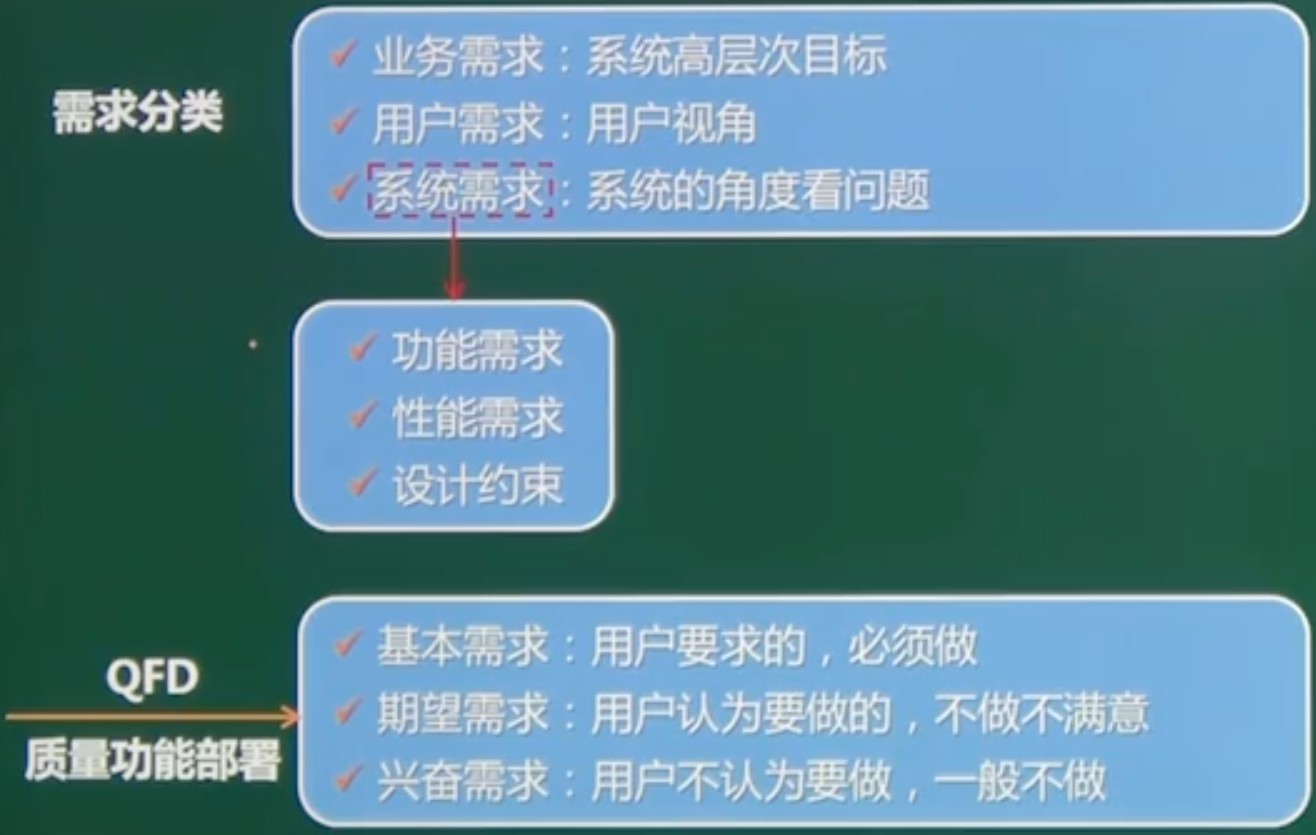 需求分类
业务需求：系统高层次目标
用户需求：用户视角
系统需求：系统的角度看问题
功能需求
性能需求
设计约束
QFD
质量功能部署
基本需求：用户要求的，必须做
期望需求：用户认为要做的，不做不满意
兴奋需求：用户不认为要做，一般不做